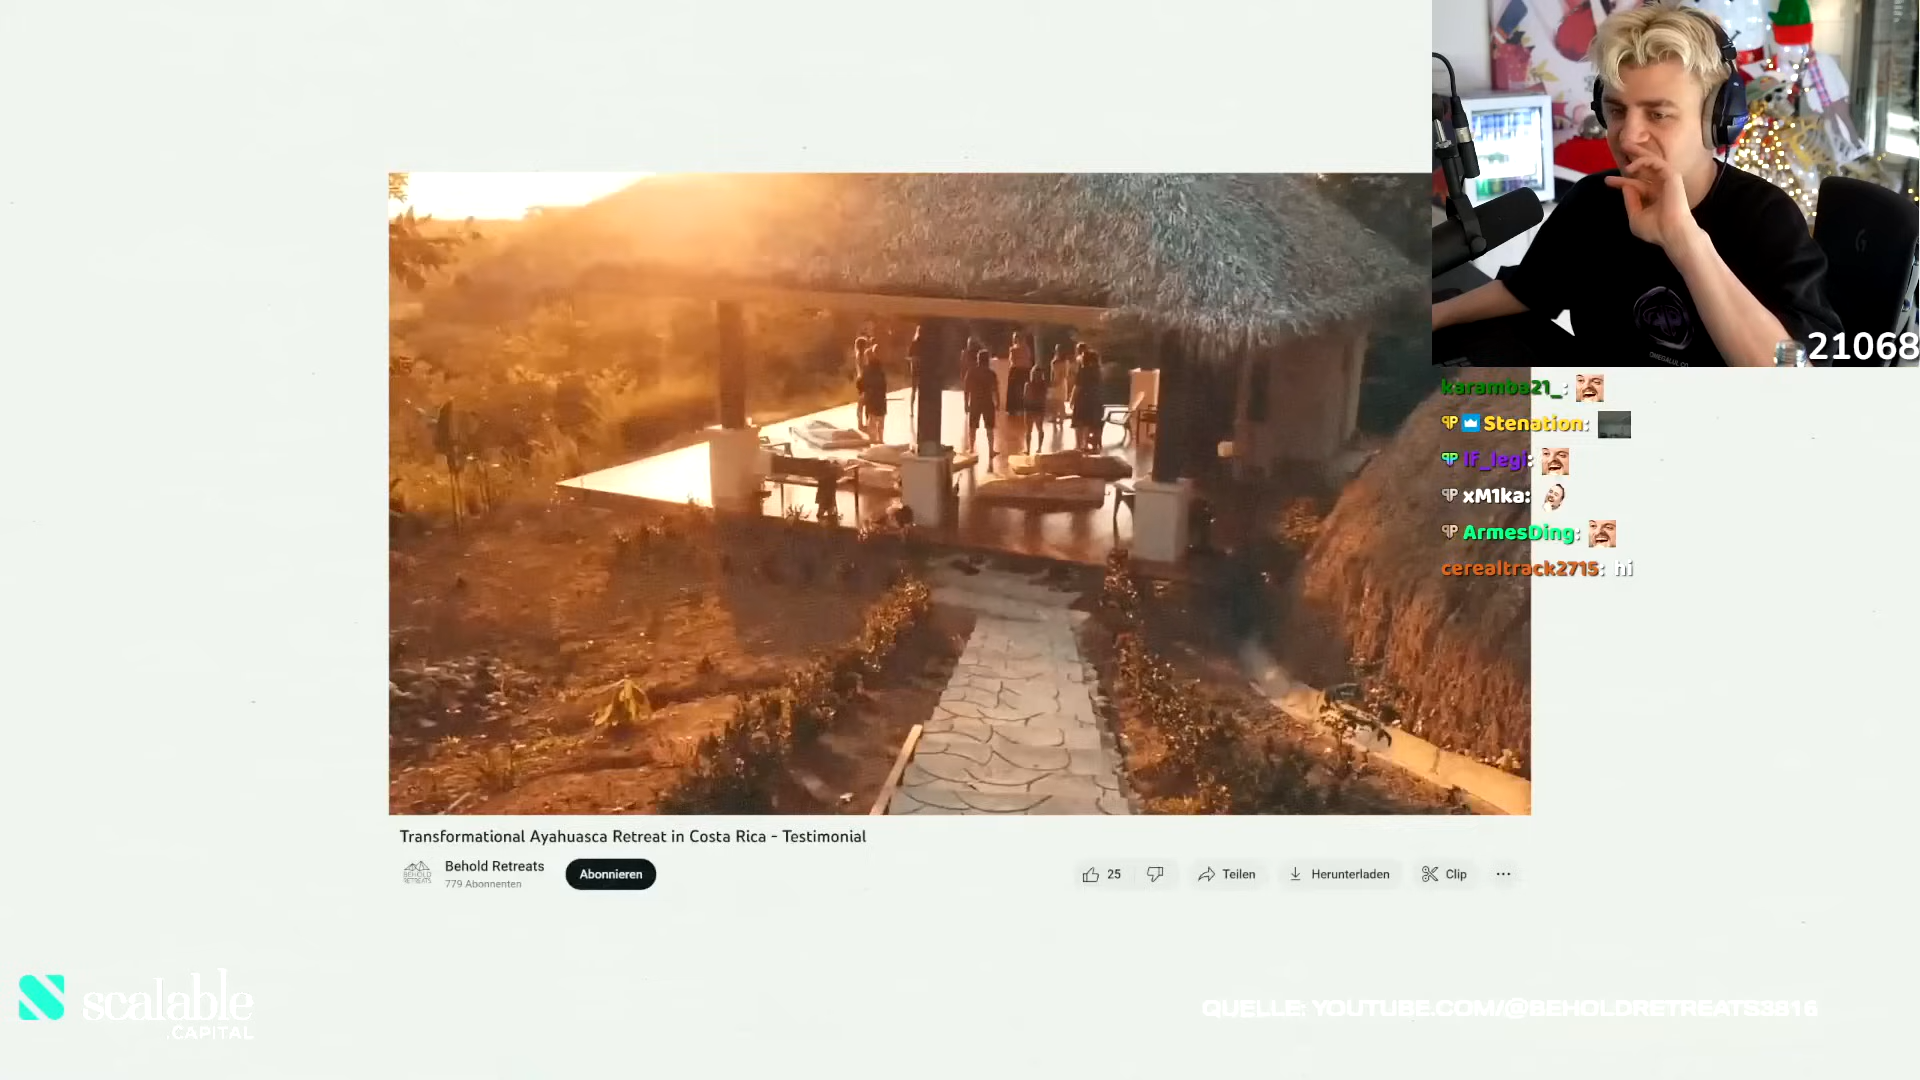 21068
karamba21_:
Stenation:
IF_legi:
xM1ka:
ArmesDing:
cerealtrack2715: hi
Transformational Ayahuasca Retreat in Costa Rica - Testimonial
Behold Retreats
779 Abonnenten
Abonnieren
25
Teilen
Herunterladen
Clip
scalable
CAPITAL
QUELLE: YOUTUBE.COM/@BEHOLDRETREATS3816